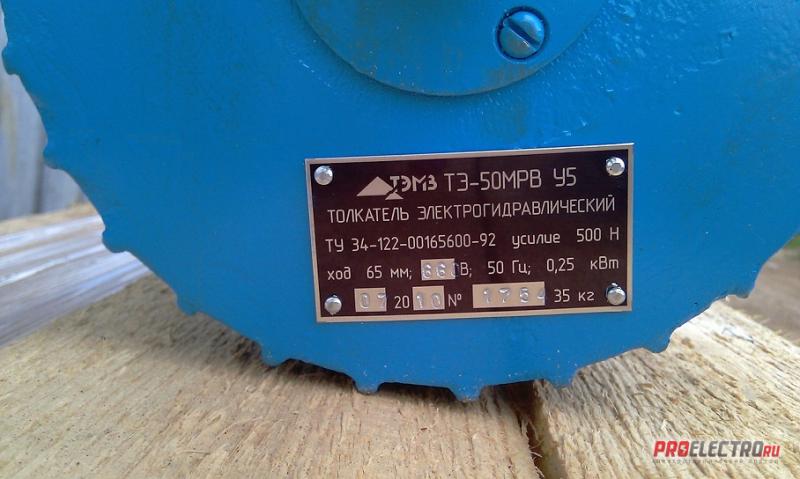 ТЭМЗ ТЭ-50МРВ У5
ТОЛКАТЕЛЬ ЭЛЕКТРОГИДРАВЛИЧЕСКИЙ
ТУ 34-122-00165600-92 усилие 500 Н
ход 65 мм; 660В; 50 Гц; 0,25 кВт
07 2010 № 1754 35 кг
PROELECTRO.RU